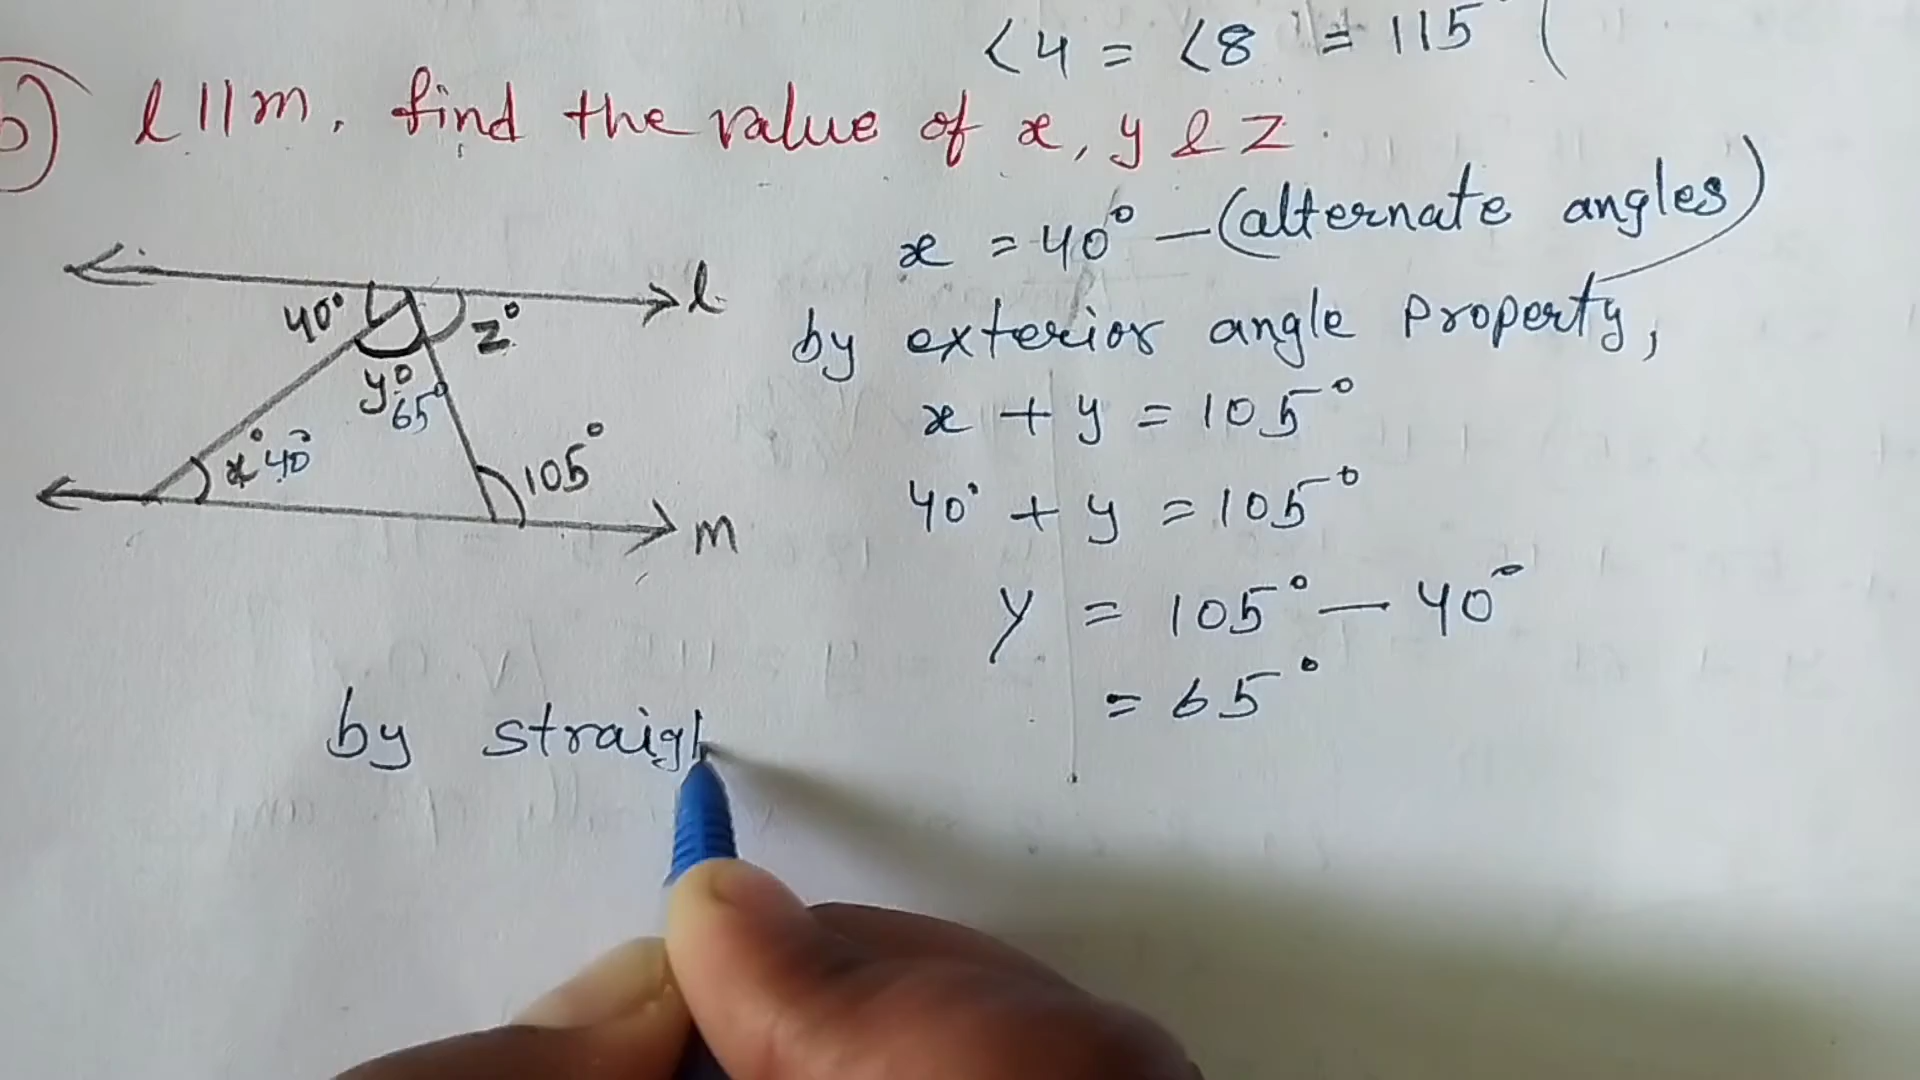 <4 = <8 = 115°
b) l || m. find the value of x, y & z.
x = 40° — (alternate angles)
by exterior angle property,
x + y = 105°
40° + y = 105°
y = 105° — 40°
= 65°
l
40°
z°
y°
65°
x° 40°
105°
m
by straigh